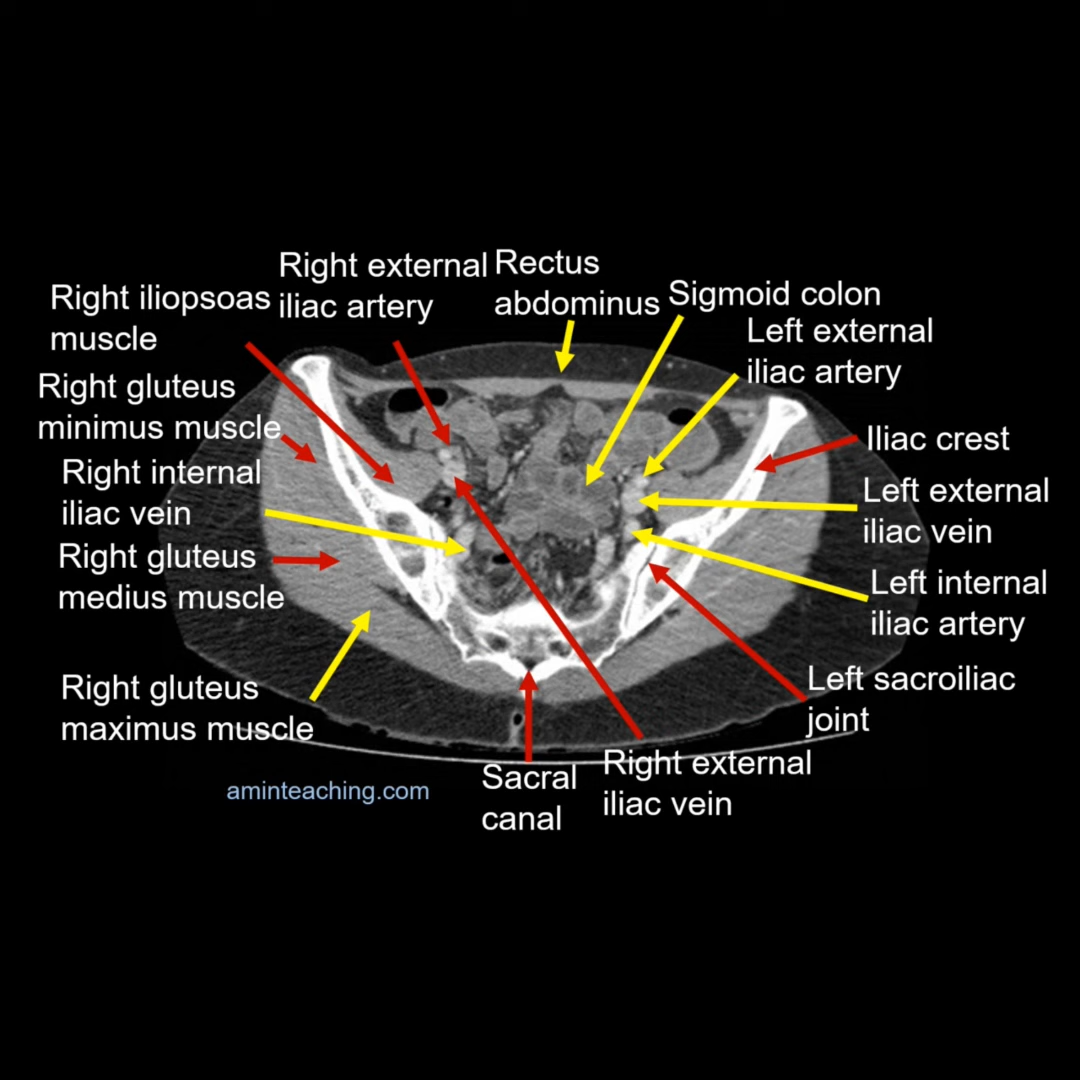 Right external
iliac artery
Rectus
abdominus
Sigmoid colon
Right iliopsoas
muscle
Left external
iliac artery
Right gluteus
minimus muscle
Iliac crest
Right internal
iliac vein
Left external
iliac vein
Right gluteus
medius muscle
Left internal
iliac artery
Right gluteus
maximus muscle
Left sacroiliac
joint
Sacral
canal
Right external
iliac vein
aminteaching.com